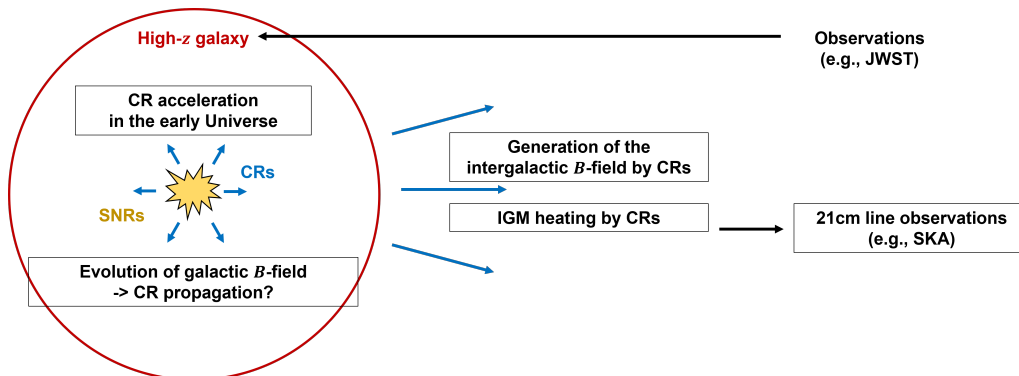 High-z galaxy
Observations
(e.g., JWST)
CR acceleration
in the early Universe
CRs
SNRs
Evolution of galactic B-field
-> CR propagation?
Generation of the
intergalactic B-field by CRs
IGM heating by CRs
21cm line observations
(e.g., SKA)